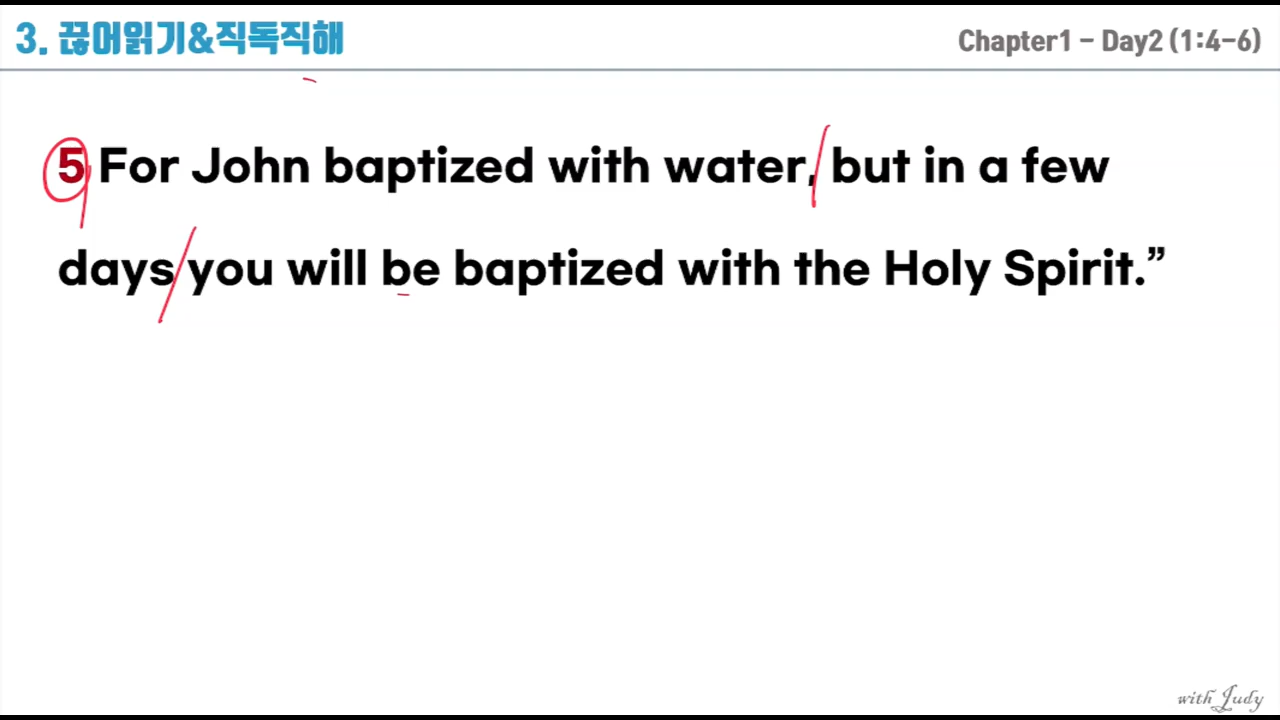 3. 끊어읽기&직독직해
Chapter1 - Day2 (1:4-6)
5 For John baptized with water, but in a few
days you will be baptized with the Holy Spirit.”
with Judy